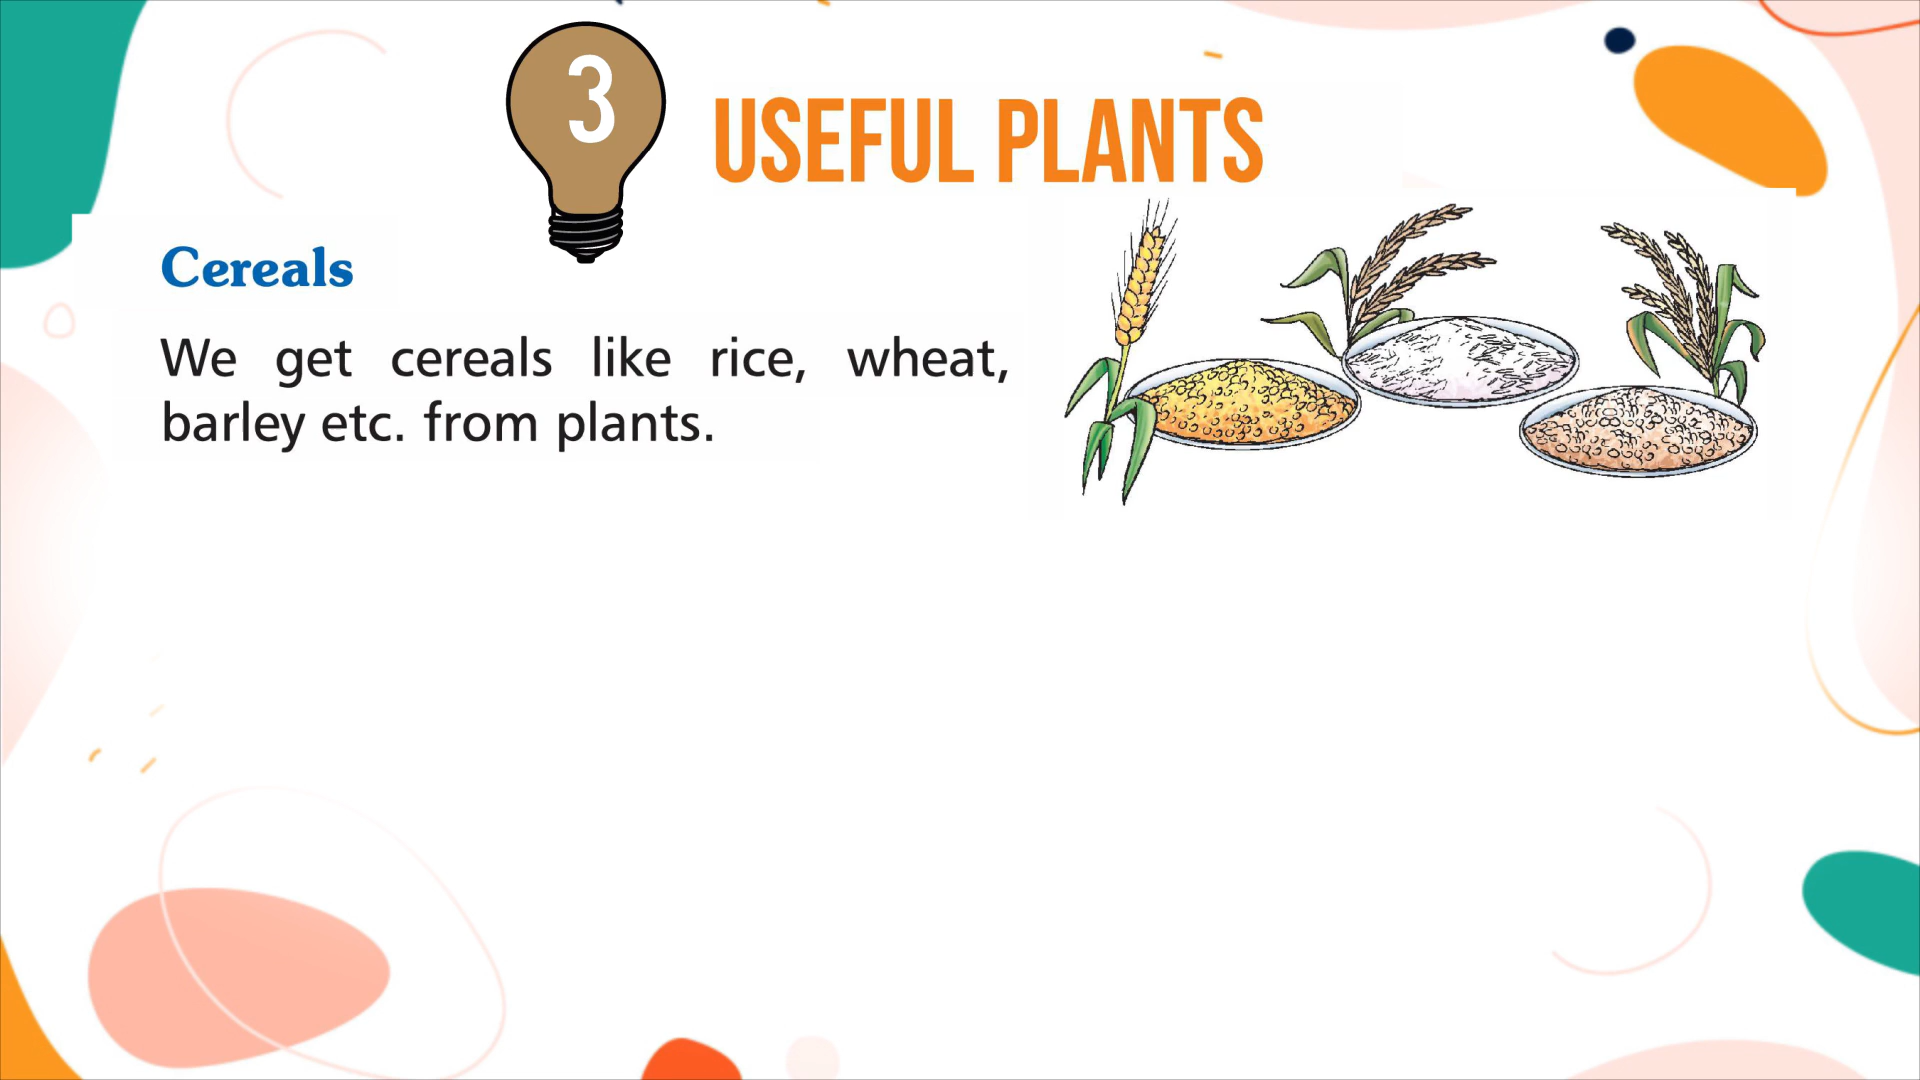 3
USEFUL PLANTS
Cereals
We get cereals like rice, wheat,
barley etc. from plants.